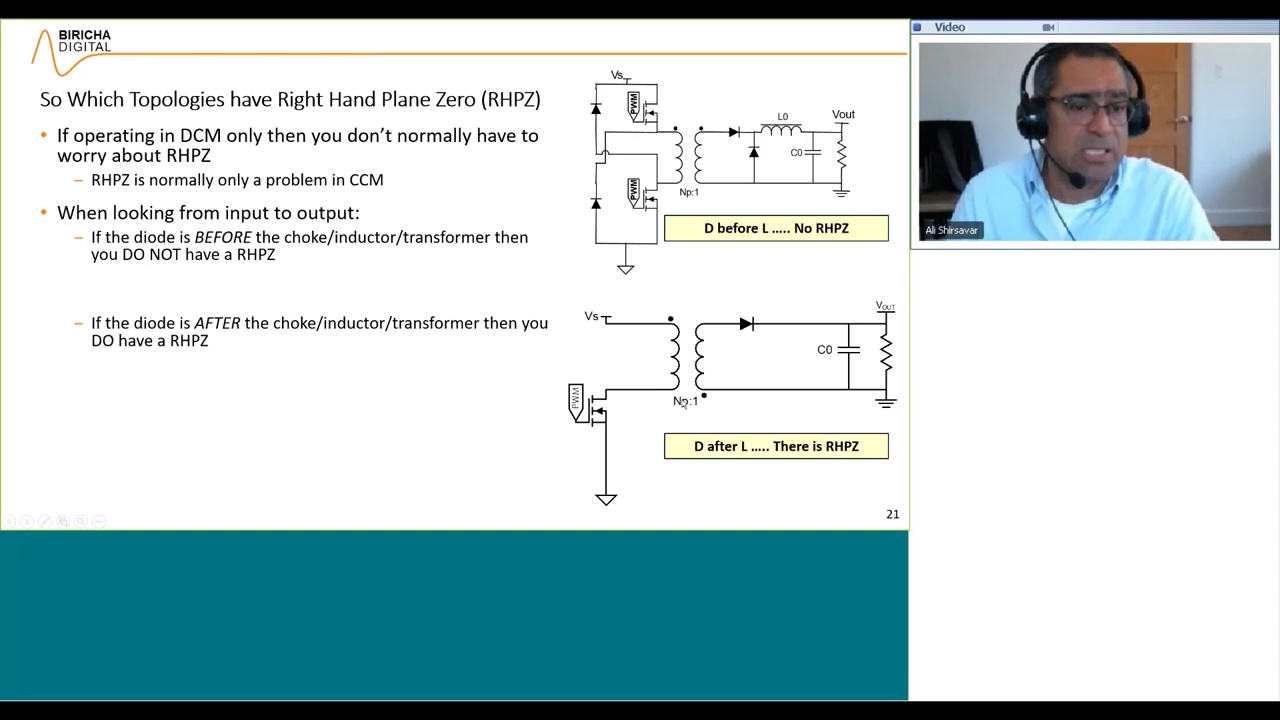 BIRICHA
DIGITAL
So Which Topologies have Right Hand Plane Zero (RHPZ)
• If operating in DCM only then you don't normally have to
worry about RHPZ
– RHPZ is normally only a problem in CCM
• When looking from input to output:
– If the diode is BEFORE the choke/inductor/transformer then
you DO NOT have a RHPZ
– If the diode is AFTER the choke/inductor/transformer then you
DO have a RHPZ
Vs
PWM
L0
Vout
C0
PWM
Np:1
D before L ..... No RHPZ
Vs
VOUT
C0
PWM
Np:1
D after L ..... There is RHPZ
21
Video
Ali Shirsavar